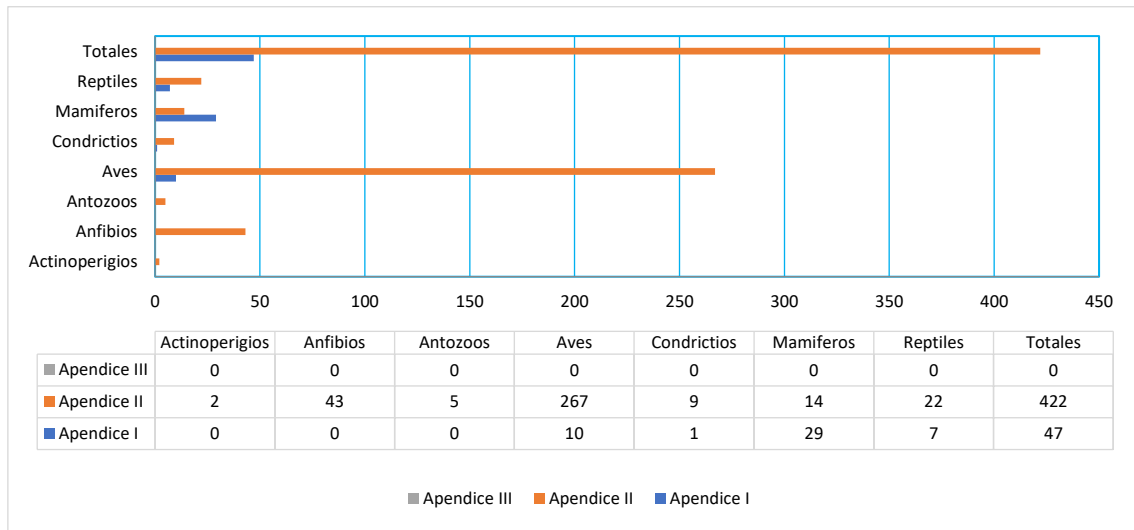 Totales
Reptiles
Mamiferos
Condrictios
Aves
Antozoos
Anfibios
Actinoperigios
0 50 100 150 200 250 300 350 400 450
Actinoperigios Anfibios Antozoos Aves Condrictios Mamiferos Reptiles Totales
Apendice III 0 0 0 0 0 0 0 0
Apendice II 2 43 5 267 9 14 22 422
Apendice I 0 0 0 10 1 29 7 47
Apendice III Apendice II Apendice I